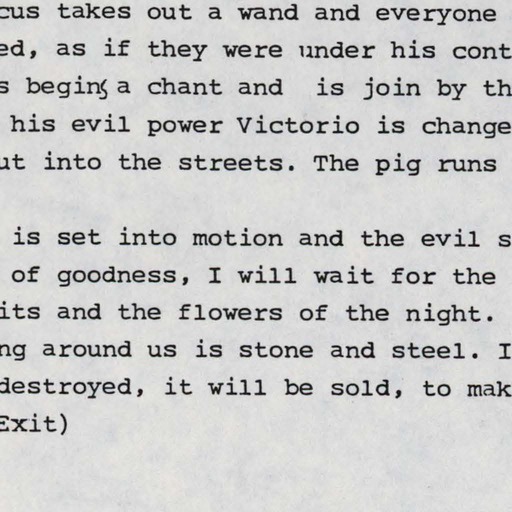 cus takes out a wand and everyone
ed, as if they were under his cont
s begins a chant and is join by th
his evil power Victorio is change
ut into the streets. The pig runs
is set into motion and the evil s
of goodness, I will wait for the
its and the flowers of the night.
ng around us is stone and steel. I
destroyed, it will be sold, to mak
Exit)